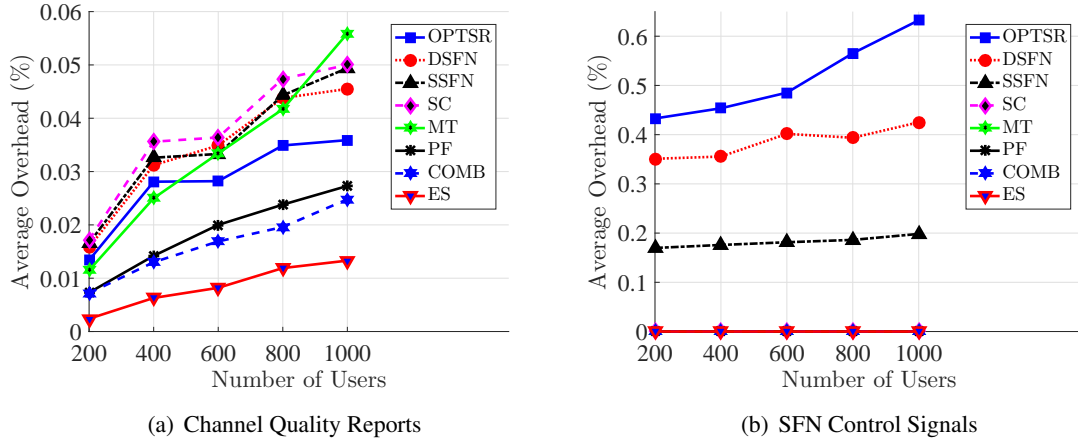 0.06
0.05
0.04
0.03
0.02
0.01
0
Average Overhead (%)
200 400 600 800 1000
Number of Users
OPTSR
DSFN
SSFN
SC
MT
PF
COMB
ES
(a) Channel Quality Reports
0.6
0.5
0.4
0.3
0.2
0.1
0
Average Overhead (%)
200 400 600 800 1000
Number of Users
OPTSR
DSFN
SSFN
SC
MT
PF
COMB
ES
(b) SFN Control Signals